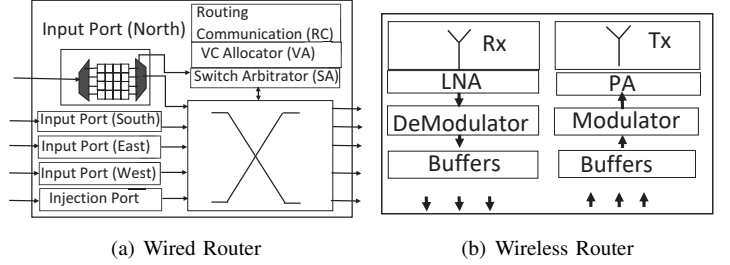 Input Port (North)
Routing
Communication (RC)
VC Allocator (VA)
Switch Arbitrator (SA)
Input Port (South)
Input Port (East)
Input Port (West)
Injection Port
(a) Wired Router
Rx
LNA
DeModulator
Buffers
Tx
PA
Modulator
Buffers
(b) Wireless Router